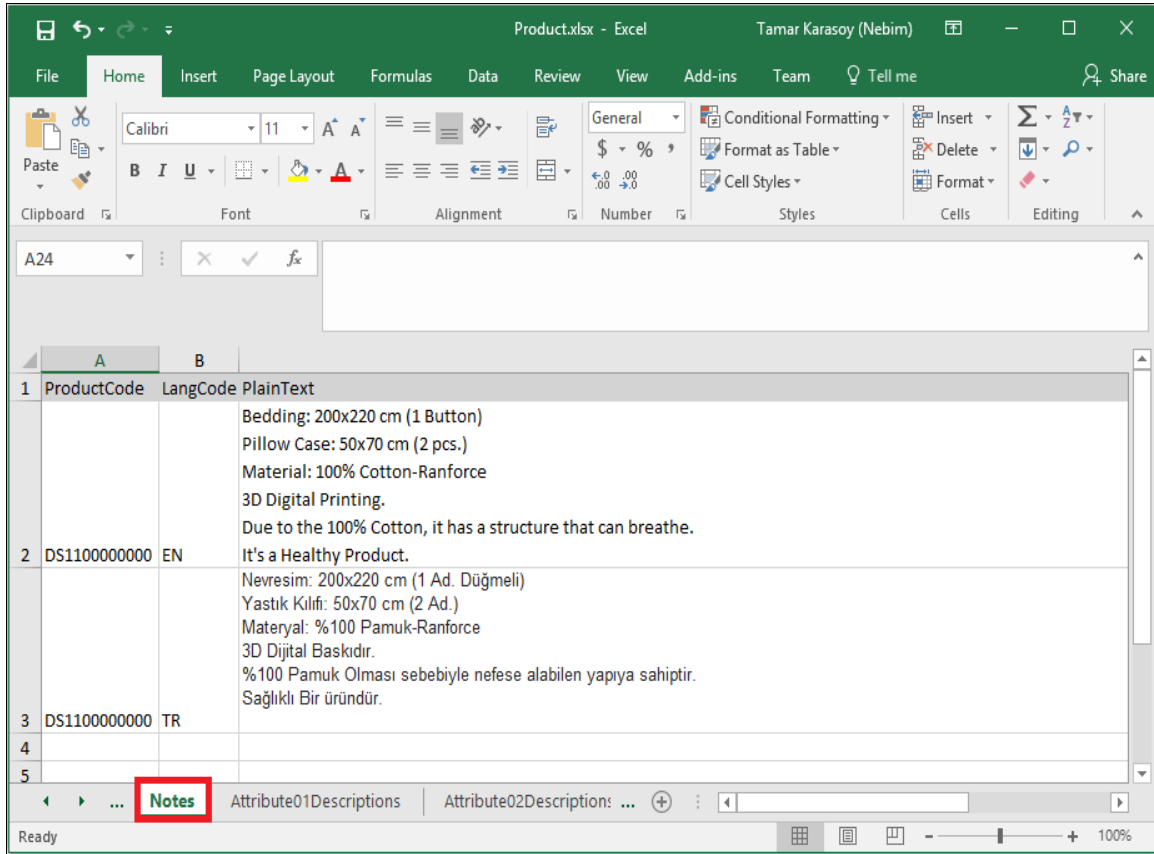 Product.xlsx - Excel Tamar Karasoy (Nebim)
File Home Insert Page Layout Formulas Data Review View Add-ins Team Tell me Share
Paste
Calibri 11
B I U A
General
$ % ,
Conditional Formatting
Format as Table
Cell Styles
Insert
Delete
Format
Clipboard Font Alignment Number Styles Cells Editing
A24 fx
A B
1 ProductCode LangCode PlainText
Bedding: 200x220 cm (1 Button)
Pillow Case: 50x70 cm (2 pcs.)
Material: 100% Cotton-Ranforce
3D Digital Printing.
Due to the 100% Cotton, it has a structure that can breathe.
2 DS1100000000 EN It's a Healthy Product.
Nevresim: 200x220 cm (1 Ad. Düğmeli)
Yastık Kılıfı: 50x70 cm (2 Ad.)
Materyal: %100 Pamuk-Ranforce
3D Dijital Baskıdır.
%100 Pamuk Olması sebebiyle nefese alabilen yapıya sahiptir.
Sağlıklı Bir üründür.
3 DS1100000000 TR
4
5
... Notes Attribute01Descriptions Attribute02Descriptions ...
Ready 100%